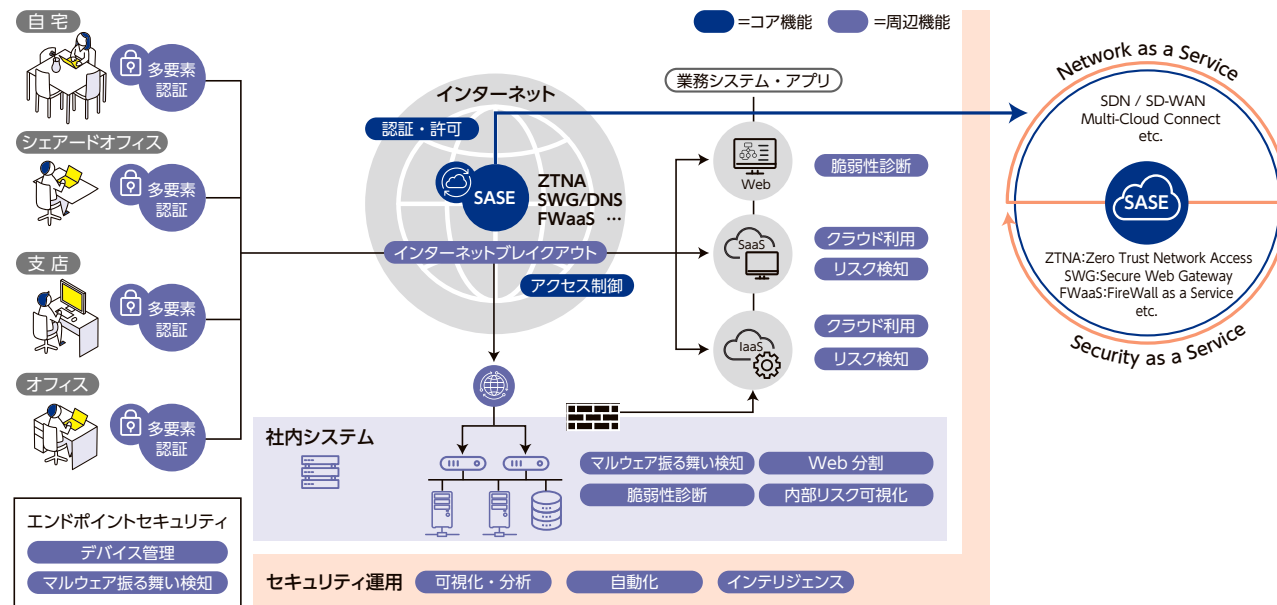 自 宅
多要素
認証
シェアードオフィス
多要素
認証
支 店
多要素
認証
オフィス
多要素
認証
エンドポイントセキュリティ
デバイス管理
マルウェア振る舞い検知
=コア機能
=周辺機能
インターネット
認証・許可
SASE
ZTNA
SWG/DNS
FWaaS …
インターネットブレイクアウト
アクセス制御
業務システム・アプリ
Web
脆弱性診断
SaaS
クラウド利用
リスク検知
IaaS
クラウド利用
リスク検知
社内システム
マルウェア振る舞い検知
Web 分割
脆弱性診断
内部リスク可視化
セキュリティ運用
可視化・分析
自動化
インテリジェンス
Network as a Service
SDN / SD-WAN
Multi-Cloud Connect
etc.
SASE
ZTNA:Zero Trust Network Access
SWG:Secure Web Gateway
FWaaS:FireWall as a Service
etc.
Security as a Service